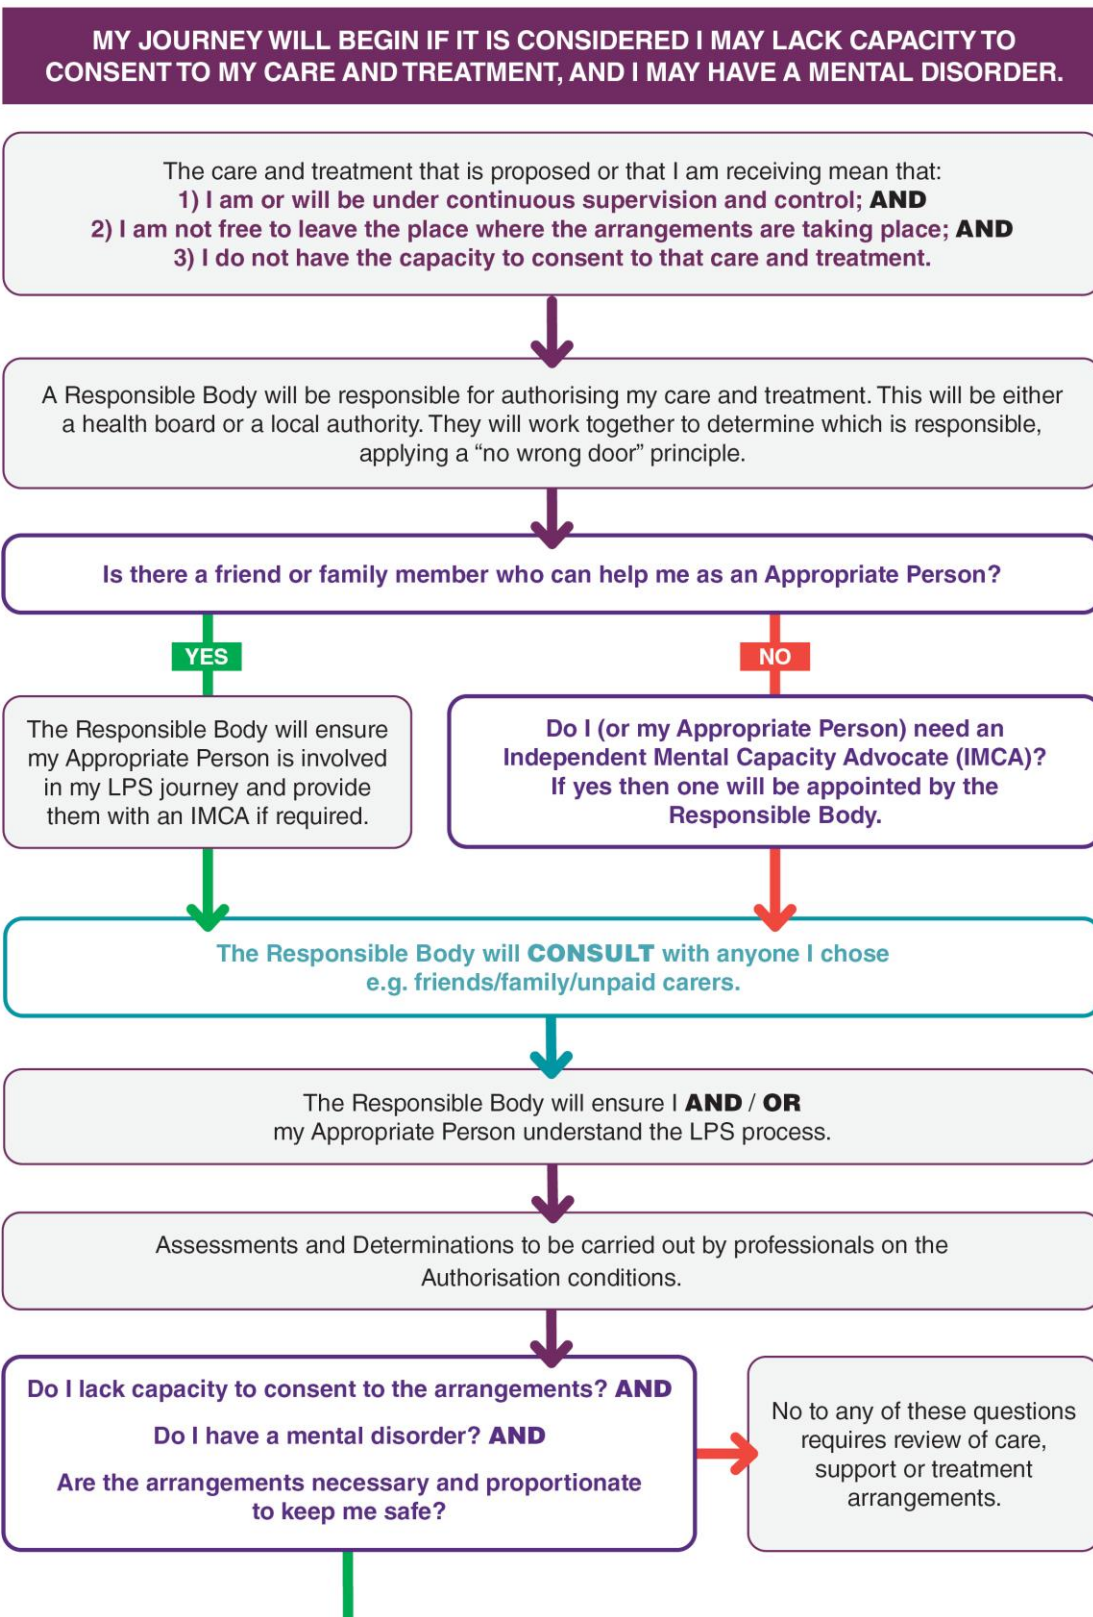 MY JOURNEY WILL BEGIN IF IT IS CONSIDERED I MAY LACK CAPACITY TO
CONSENT TO MY CARE AND TREATMENT, AND I MAY HAVE A MENTAL DISORDER.
The care and treatment that is proposed or that I am receiving mean that:
1) I am or will be under continuous supervision and control; AND
2) I am not free to leave the place where the arrangements are taking place; AND
3) I do not have the capacity to consent to that care and treatment.
A Responsible Body will be responsible for authorising my care and treatment. This will be either
a health board or a local authority. They will work together to determine which is responsible,
applying a “no wrong door” principle.
Is there a friend or family member who can help me as an Appropriate Person?
YES
NO
The Responsible Body will ensure
my Appropriate Person is involved
in my LPS journey and provide
them with an IMCA if required.
Do I (or my Appropriate Person) need an
Independent Mental Capacity Advocate (IMCA)?
If yes then one will be appointed by the
Responsible Body.
The Responsible Body will CONSULT with anyone I chose
e.g. friends/family/unpaid carers.
The Responsible Body will ensure I AND / OR
my Appropriate Person understand the LPS process.
Assessments and Determinations to be carried out by professionals on the
Authorisation conditions.
Do I lack capacity to consent to the arrangements? AND
Do I have a mental disorder? AND
Are the arrangements necessary and proportionate
to keep me safe?
No to any of these questions
requires review of care,
support or treatment
arrangements.